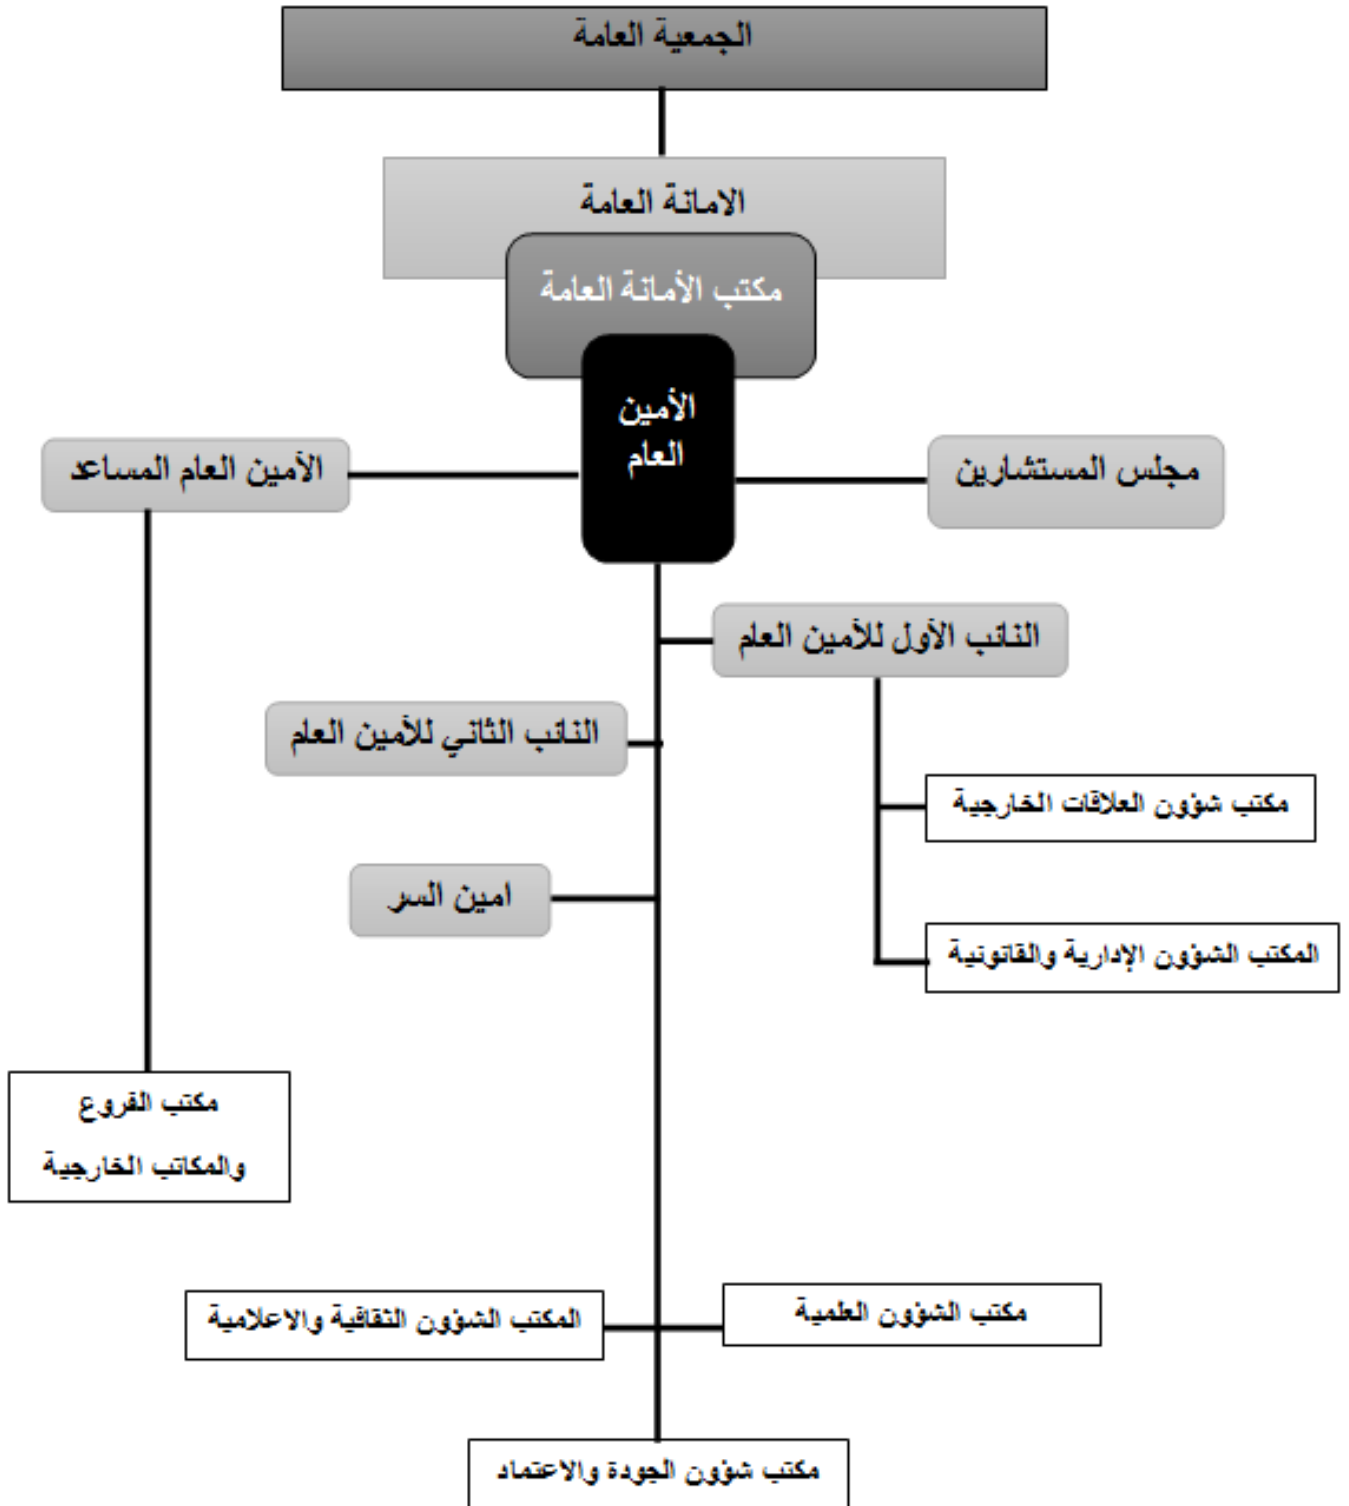 الجمعية العامة
الامانة العامة
مكتب الأمانة العامة
الأمين
العام
مجلس المستشارين
الأمين العام المساعد
النائب الأول للأمين العام
النائب الثاني للأمين العام
مكتب شؤون العلاقات الخارجية
امين السر
المكتب الشؤون الإدارية والقانونية
مكتب الفروع
والمكاتب الخارجية
مكتب الشؤون العلمية
المكتب الشؤون الثقافية والاعلامية
مكتب شؤون الجودة والاعتماد